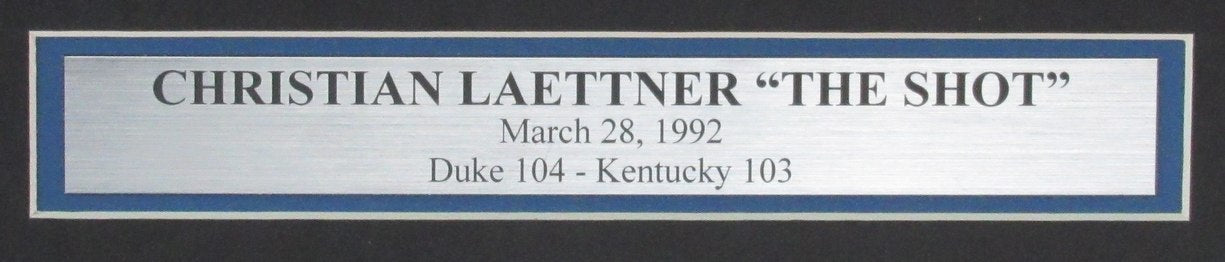 CHRISTIAN LAETTNER “THE SHOT”
March 28, 1992
Duke 104 - Kentucky 103